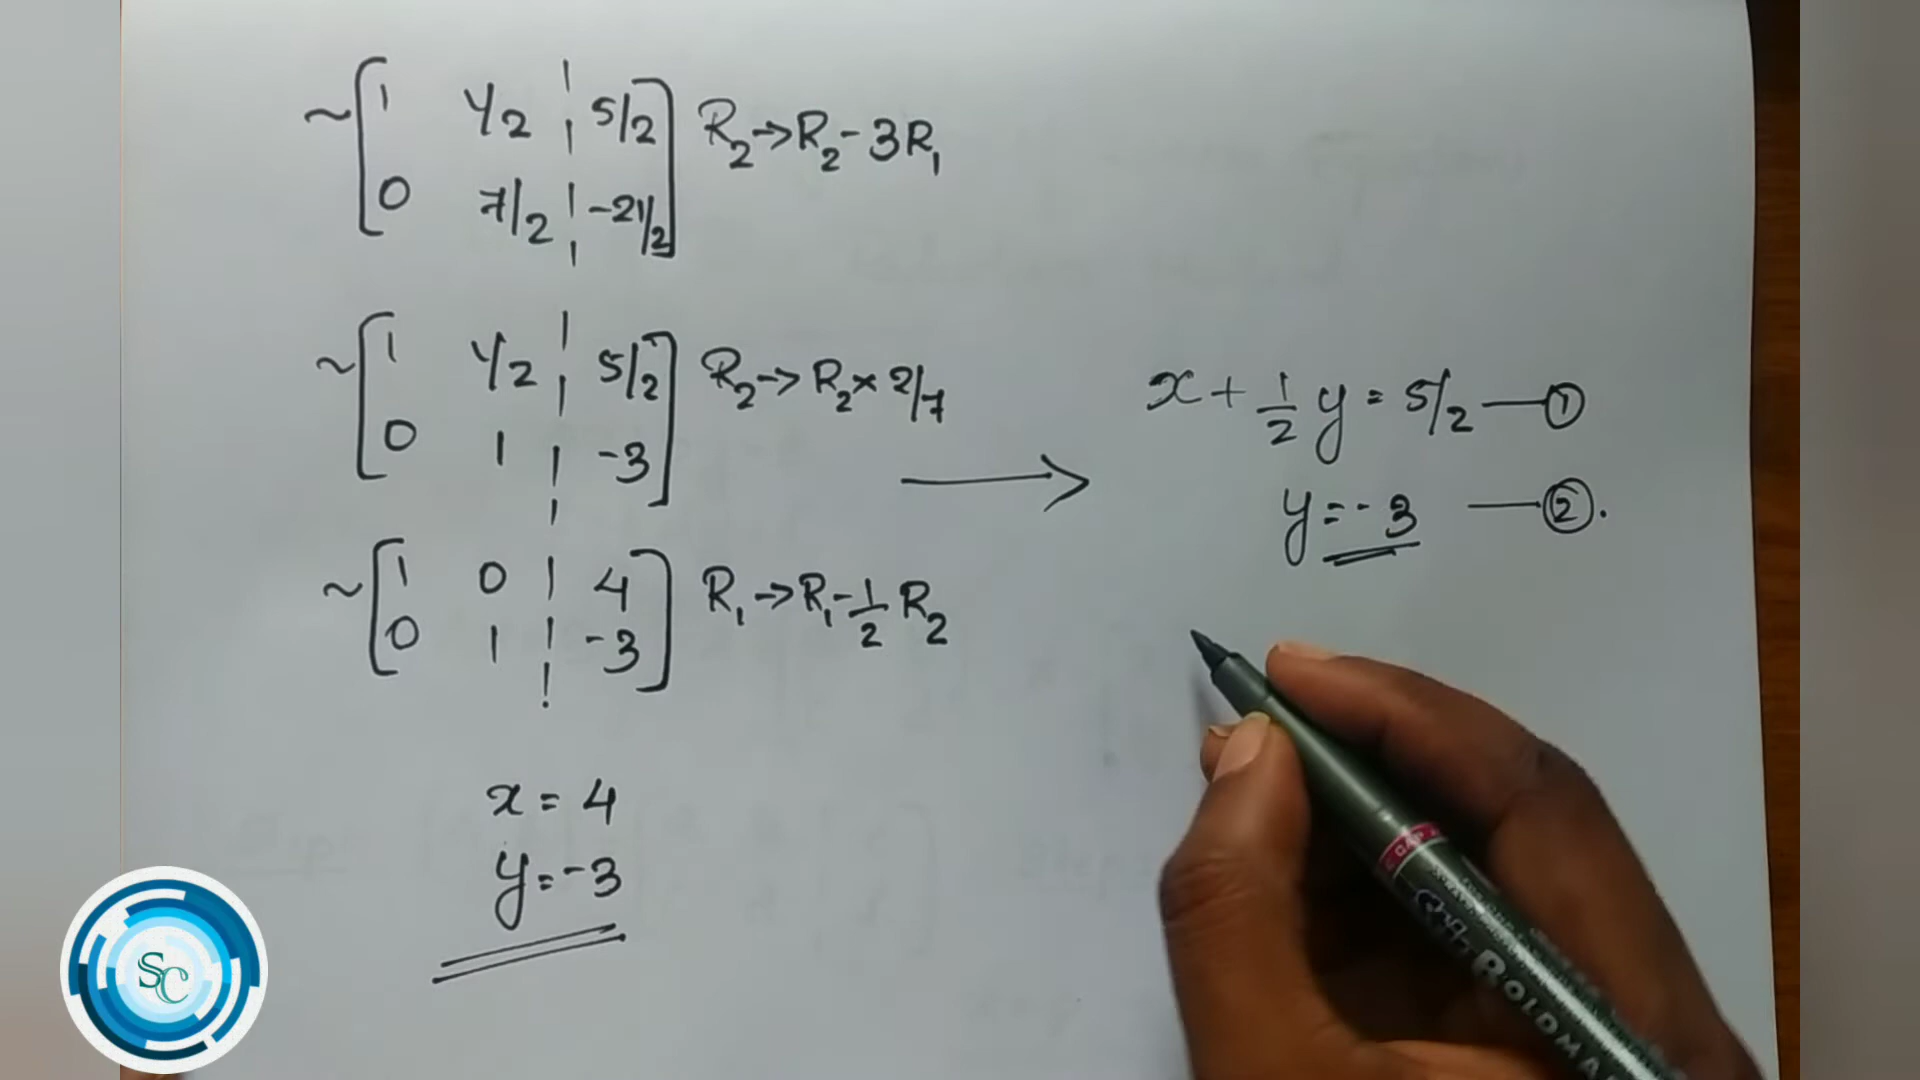 ~[1 1/2 | 5/2] R₂→R₂-3R₁
[0 7/2 | -21/2]
~[1 1/2 | 5/2] R₂→R₂×2/7
[0 1 | -3]
~[1 0 | 4] R₁→R₁-1/2 R₂
[0 1 | -3]
x = 4
y = -3
x + 1/2 y = 5/2 —①
y = -3 —②.
SC
CAP
ROLDMA